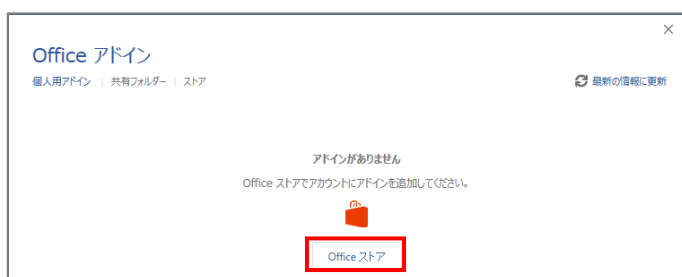 Office アドイン
個人用アドイン | 共有フォルダー | ストア
最新の情報に更新
アドインがありません
Office ストアでアカウントにアドインを追加してください。
Office ストア